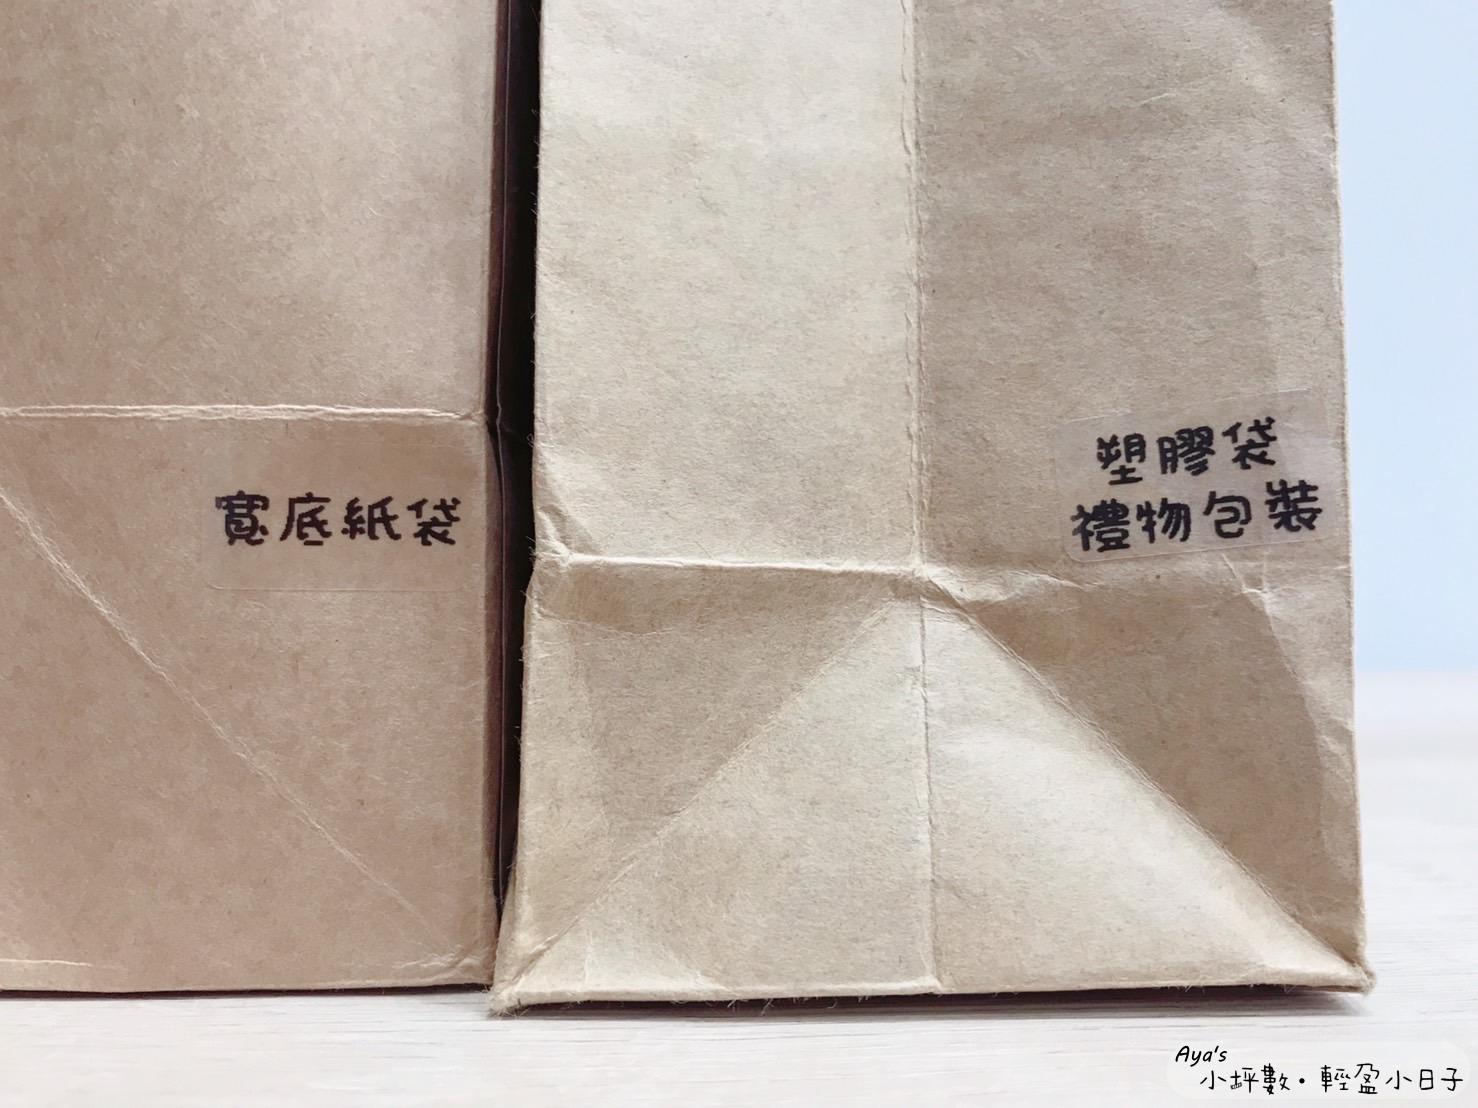 寬底紙袋
塑膠袋
禮物包裝
Aya's
小坪數·輕盈小日子